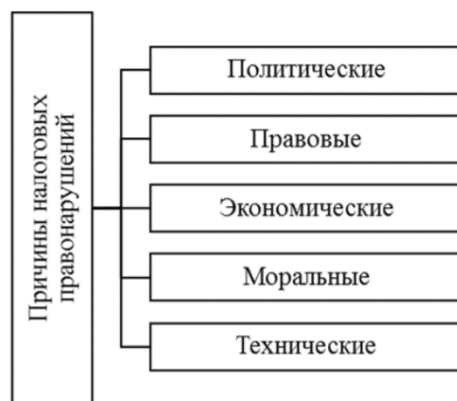 Причины налоговых
правонарушений
Политические
Правовые
Экономические
Моральные
Технические